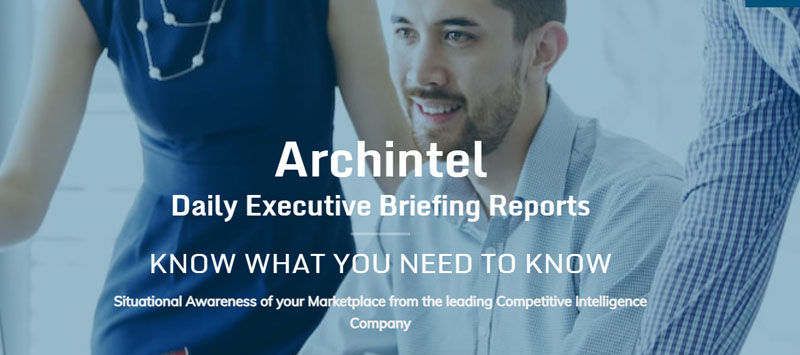 Archintel
Daily Executive Briefing Reports
KNOW WHAT YOU NEED TO KNOW
Situational Awareness of your Marketplace from the leading Competitive Intelligence
Company